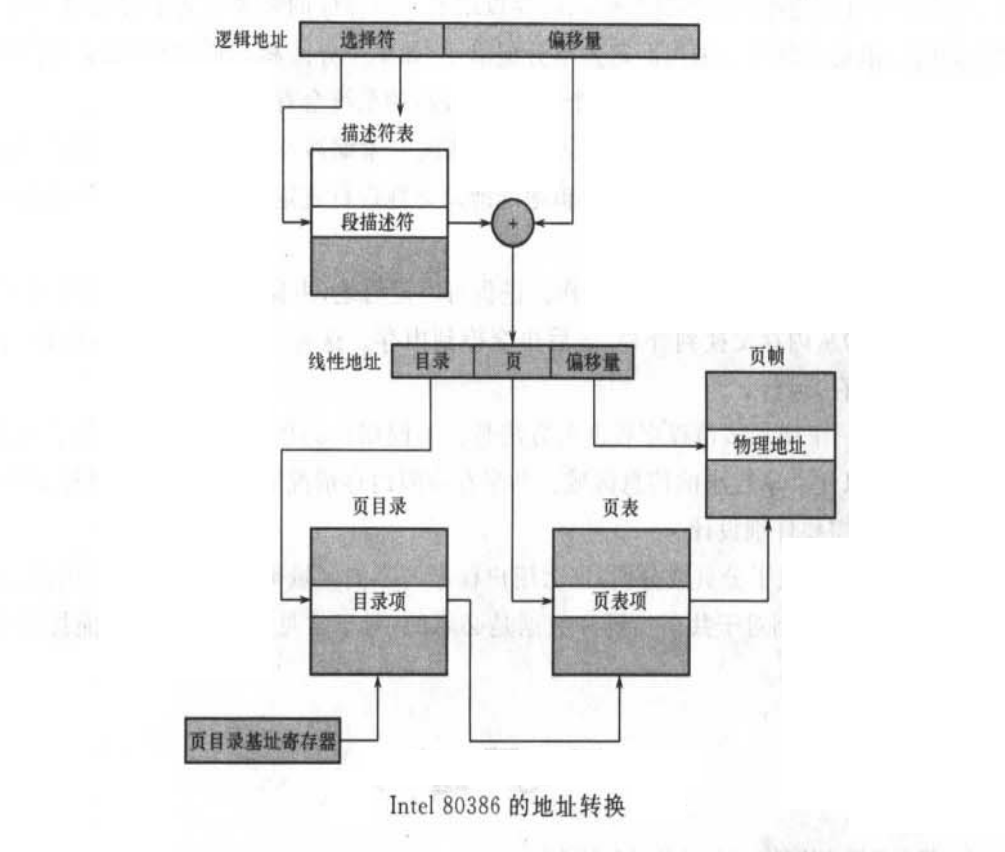 逻辑地址 选择符 偏移量
描述符表
段描述符 +
线性地址 目录 页 偏移量
页帧
物理地址
页目录 页表
目录项 页表项
页目录基址寄存器
Intel 80386 的地址转换